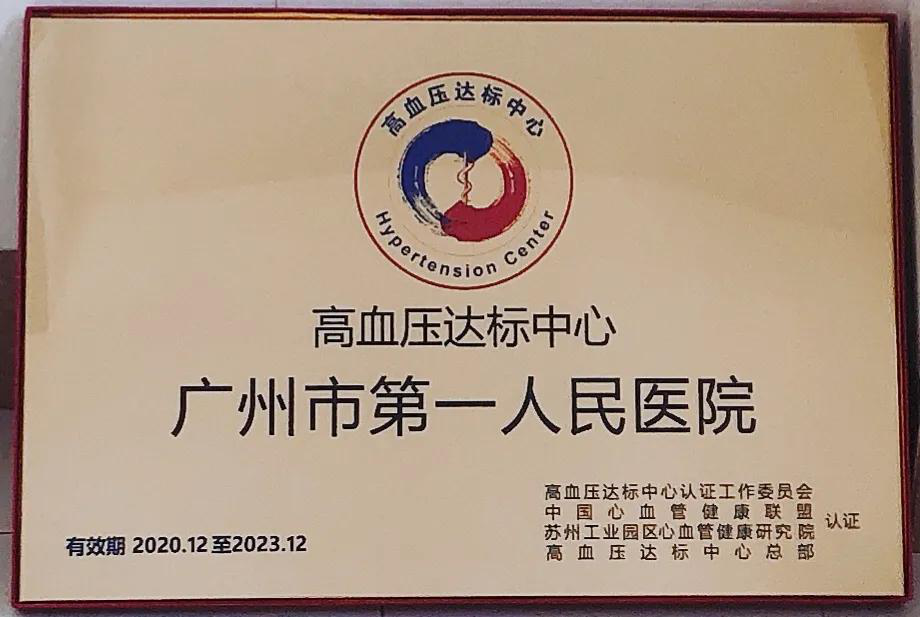 高血压达标中心
Hypertension Center
高血压达标中心
广州市第一人民医院
高血压达标中心认证工作委员会
中国心血管健康联盟
苏州工业园区心血管健康研究院
高血压达标中心总部
认证
有效期 2020.12至2023.12